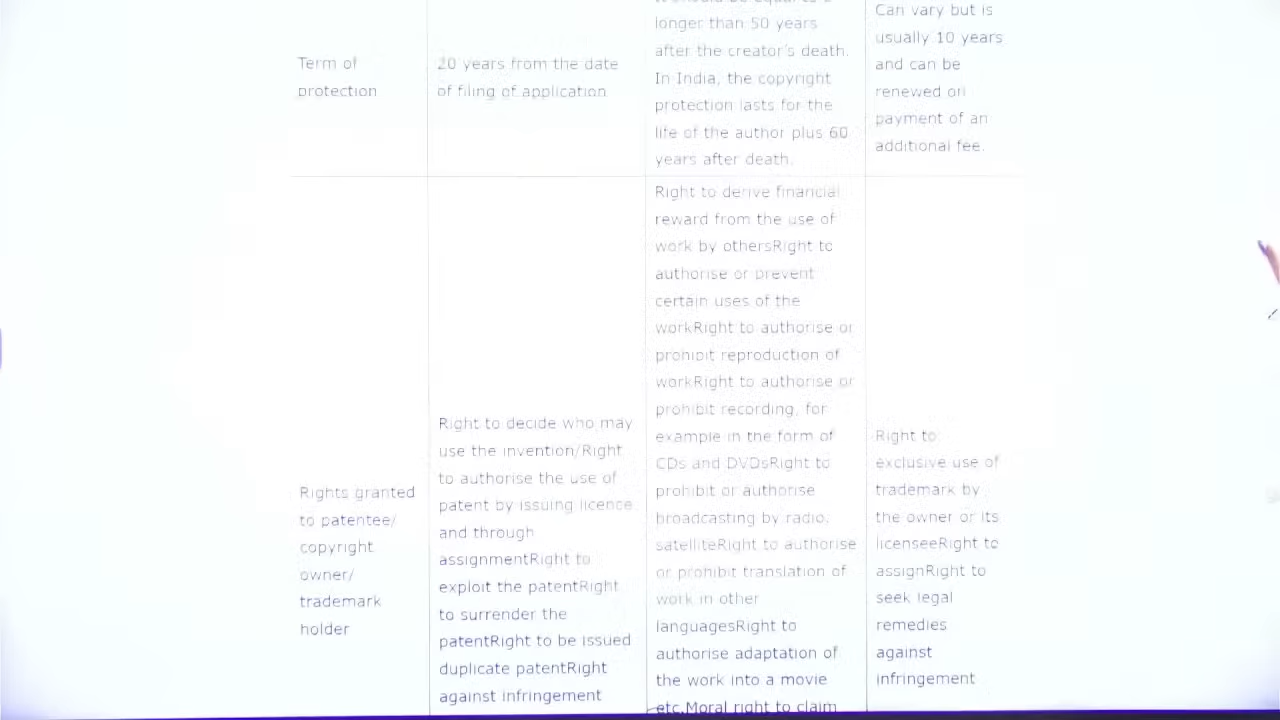 Term of
protection
20 years from the date
of filing of application
longer than 50 years
after the creator's death.
In India, the copyright
protection lasts for the
life of the author plus 60
years after death.
Can vary but is
usually 10 years
and can be
renewed on
payment of an
additional fee.
Rights granted
to patentee/
copyright
owner/
trademark
holder
Right to decide who may
use the invention/Right
to authorise the use of
patent by issuing licence
and through
assignmentRight to
exploit the patentRight
to surrender the
patentRight to be issued
duplicate patentRight
against infringement
Right to derive financial
reward from the use of
work by othersRight to
authorise or prevent
certain uses of the
workRight to authorise or
prohibit reproduction of
workRight to authorise or
prohibit recording, for
example in the form of
CDs and DVDsRight to
prohibit or authorise
broadcasting by radio,
satelliteRight to authorise
or prohibit translation of
work in other
languagesRight to
authorise adaptation of
the work into a movie
etc.Moral right to claim
Right to
exclusive use of
trademark by
the owner or its
licenseeRight to
assignRight to
seek legal
remedies
against
infringement